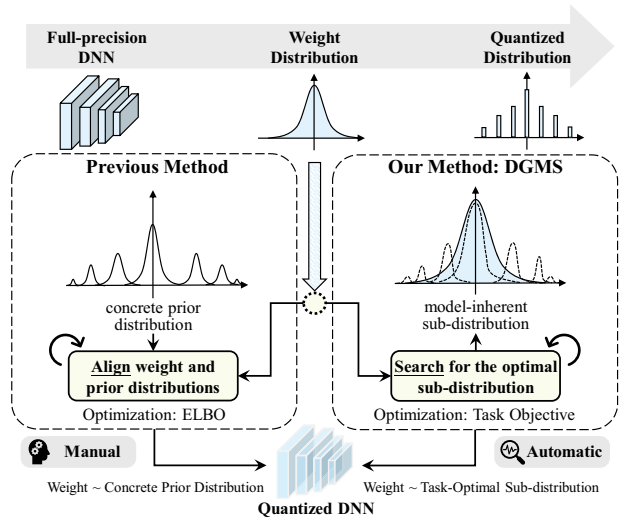 Full-precision
DNN
Weight
Distribution
Quantized
Distribution
Previous Method
concrete prior
distribution
Align weight and
prior distributions
Optimization: ELBO
Our Method: DGMS
model-inherent
sub-distribution
Search for the optimal
sub-distribution
Optimization: Task Objective
Manual
Automatic
Weight ~ Concrete Prior Distribution
Weight ~ Task-Optimal Sub-distribution
Quantized DNN